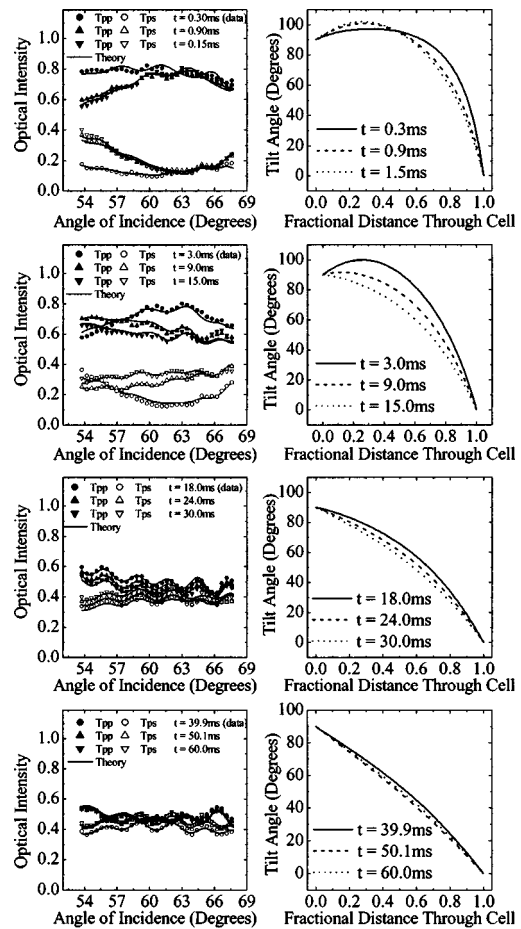 Tpp Tps t = 0.30ms (data)
Tpp Tps t = 0.90ms
Tpp Tps t = 0.15ms
Theory
Optical Intensity
1.0
0.8
0.6
0.4
0.2
0.0
54 57 60 63 66 69
Angle of Incidence (Degrees)
Tilt Angle (Degrees)
100
80
60
40
20
0
t = 0.3ms
t = 0.9ms
t = 1.5ms
0.0 0.2 0.4 0.6 0.8 1.0
Fractional Distance Through Cell
Tpp Tps t = 3.0ms (data)
Tpp Tps t = 9.0ms
Tpp Tps t = 15.0ms
Theory
Optical Intensity
1.0
0.8
0.6
0.4
0.2
0.0
54 57 60 63 66 69
Angle of Incidence (Degrees)
Tilt Angle (Degrees)
100
80
60
40
20
0
t = 3.0ms
t = 9.0ms
t = 15.0ms
0.0 0.2 0.4 0.6 0.8 1.0
Fractional Distance Through Cell
Tpp Tps t = 18.0ms (data)
Tpp Tps t = 24.0ms
Tpp Tps t = 30.0ms
Theory
Optical Intensity
1.0
0.8
0.6
0.4
0.2
0.0
54 57 60 63 66 69
Angle of Incidence (Degrees)
Tilt Angle (Degrees)
100
80
60
40
20
0
t = 18.0ms
t = 24.0ms
t = 30.0ms
0.0 0.2 0.4 0.6 0.8 1.0
Fractional Distance Through Cell
Tpp Tps t = 39.9ms (data)
Tpp Tps t = 50.1ms
Tpp Tps t = 60.0ms
Theory
Optical Intensity
1.0
0.8
0.6
0.4
0.2
0.0
54 57 60 63 66 69
Angle of Incidence (Degrees)
Tilt Angle (Degrees)
100
80
60
40
20
0
t = 39.9ms
t = 50.1ms
t = 60.0ms
0.0 0.2 0.4 0.6 0.8 1.0
Fractional Distance Through Cell